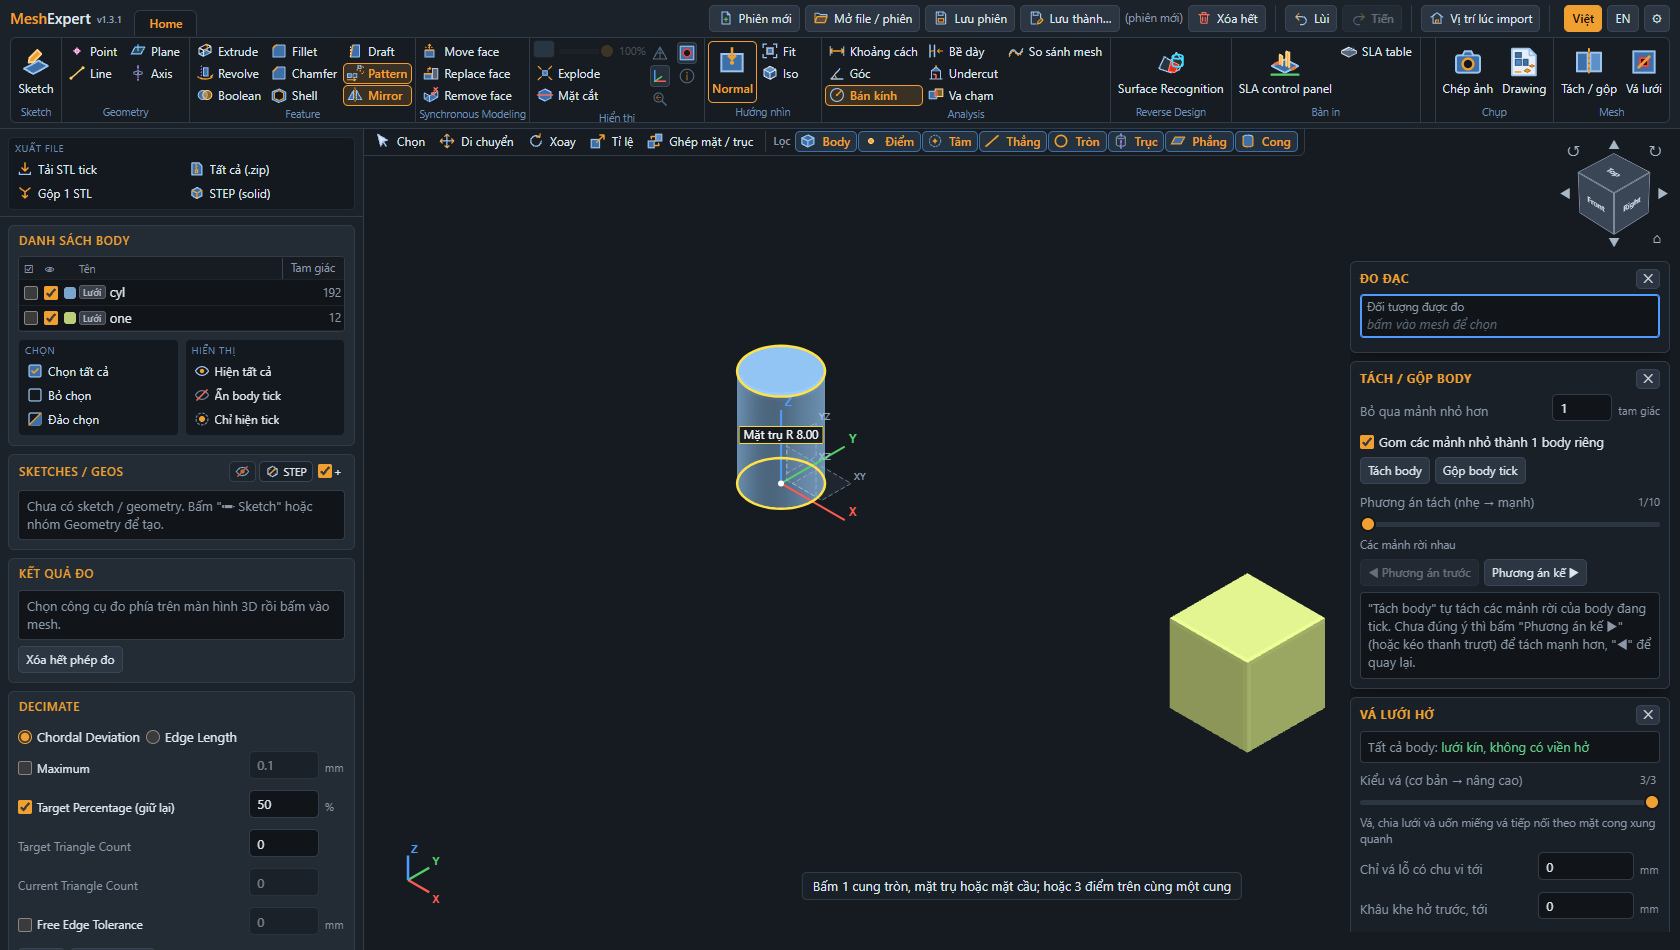 MeshExpert v1.3.1
Home
Phiên mới
Mở file / phiên
Lưu phiên
Lưu thành...
(phiên mới)
Xóa hết
Lùi
Tiến
Vị trí lúc import
Việt
EN
Sketch
Sketch
Point
Plane
Line
Axis
Geometry
Extrude
Fillet
Draft
Revolve
Chamfer
Pattern
Boolean
Shell
Mirror
Feature
Move face
Replace face
Remove face
Synchronous Modeling
100%
Explode
Mặt cắt
Hiển thị
Normal
Fit
Iso
Hướng nhìn
Khoảng cách
Bề dày
So sánh mesh
Góc
Undercut
Bán kính
Va chạm
Analysis
Surface Recognition
Reverse Design
SLA control panel
SLA table
Bản in
Chép ảnh
Drawing
Chụp
Tách / gộp
Vá lưới
Mesh
Chọn
Di chuyển
Xoay
Tỉ lệ
Ghép mặt / trục
Lọc
Body
Điểm
Tâm
Thẳng
Tròn
Trục
Phẳng
Cong
XUẤT FILE
Tải STL tick
Tất cả (.zip)
Gộp 1 STL
STEP (solid)
DANH SÁCH BODY
Tên
Tam giác
Lưới cyl 192
Lưới one 12
CHỌN
Chọn tất cả
Bỏ chọn
Đảo chọn
HIỂN THỊ
Hiện tất cả
Ẩn body tick
Chỉ hiện tick
SKETCHES / GEOS
STEP
+
Chưa có sketch / geometry. Bấm "✏ Sketch" hoặc
nhóm Geometry để tạo.
KẾT QUẢ ĐO
Chọn công cụ đo phía trên màn hình 3D rồi bấm vào
mesh.
Xóa hết phép đo
DECIMATE
Chordal Deviation
Edge Length
Maximum 0.1 mm
Target Percentage (giữ lại) 50 %
Target Triangle Count 0
Current Triangle Count 0
Free Edge Tolerance 0 mm
Z
YZ
Mặt trụ R 8.00
Y
XZ
XY
X
Z
Y
X
Bấm 1 cung tròn, mặt trụ hoặc mặt cầu; hoặc 3 điểm trên cùng một cung
Top
Front
Right
ĐO ĐẠC
Đối tượng được đo
bấm vào mesh để chọn
TÁCH / GỘP BODY
Bỏ qua mảnh nhỏ hơn 1 tam giác
Gom các mảnh nhỏ thành 1 body riêng
Tách body
Gộp body tick
Phương án tách (nhẹ → mạnh) 1/10
Các mảnh rời nhau
◀ Phương án trước
Phương án kế ▶
"Tách body" tự tách các mảnh rời của body đang
tick. Chưa đúng ý thì bấm "Phương án kế ▶"
(hoặc kéo thanh trượt) để tách mạnh hơn, "◀" để
quay lại.
VÁ LƯỚI HỞ
Tất cả body: lưới kín, không có viền hở
Kiểu vá (cơ bản → nâng cao) 3/3
Vá, chia lưới và uốn miếng vá tiếp nối theo mặt cong xung
quanh
Chỉ vá lỗ có chu vi tới 0 mm
Khâu khe hở trước, tới 0 mm